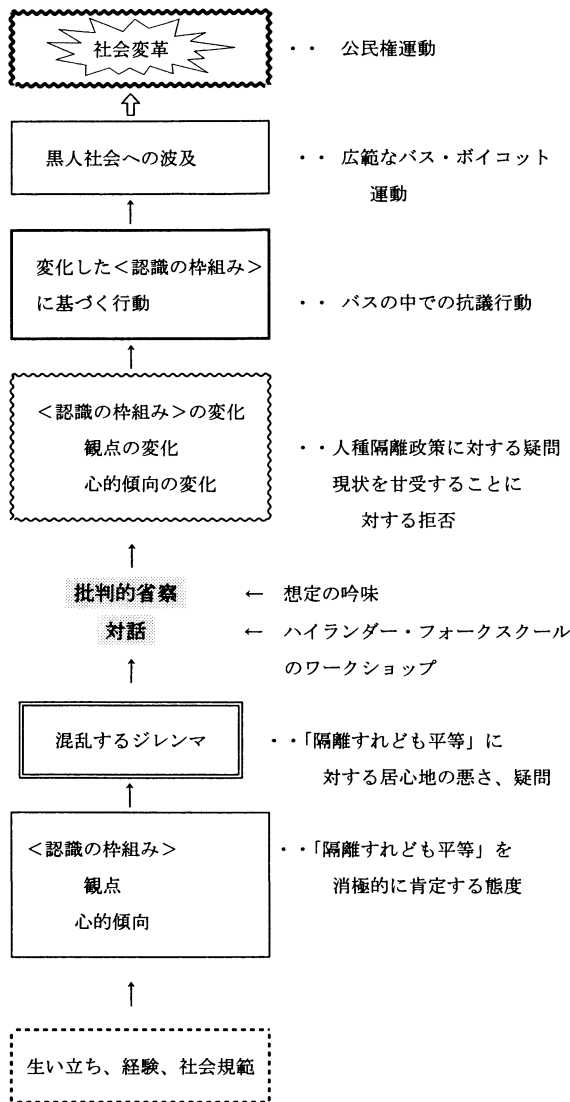 社会変革 ・・ 公民権運動
黒人社会への波及 ・・ 広範なバス・ボイコット
運動
変化した＜認識の枠組み＞
に基づく行動 ・・ バスの中での抗議行動
＜認識の枠組み＞の変化
観点の変化 ・・人種隔離政策に対する疑問
心的傾向の変化 現状を甘受することに
対する拒否
批判的省察 ← 想定の吟味
対話 ← ハイランダー・フォークスクール
のワークショップ
混乱するジレンマ ・・「隔離すれども平等」に
対する居心地の悪さ、疑問
＜認識の枠組み＞ ・・「隔離すれども平等」を
観点 消極的に肯定する態度
心的傾向
生い立ち、経験、社会規範